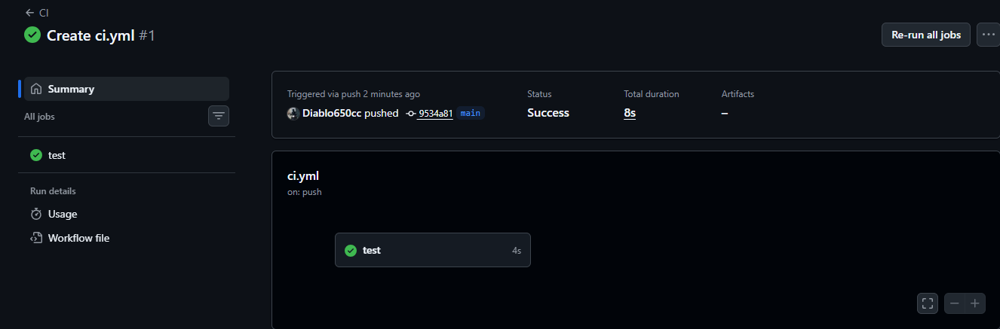 CI
Create ci.yml #1
Re-run all jobs
Summary
All jobs
test
Run details
Usage
Workflow file
Triggered via push 2 minutes ago
Diablo650cc pushed 9534a81 main
Status
Success
Total duration
8s
Artifacts
–
ci.yml
on: push
test 4s